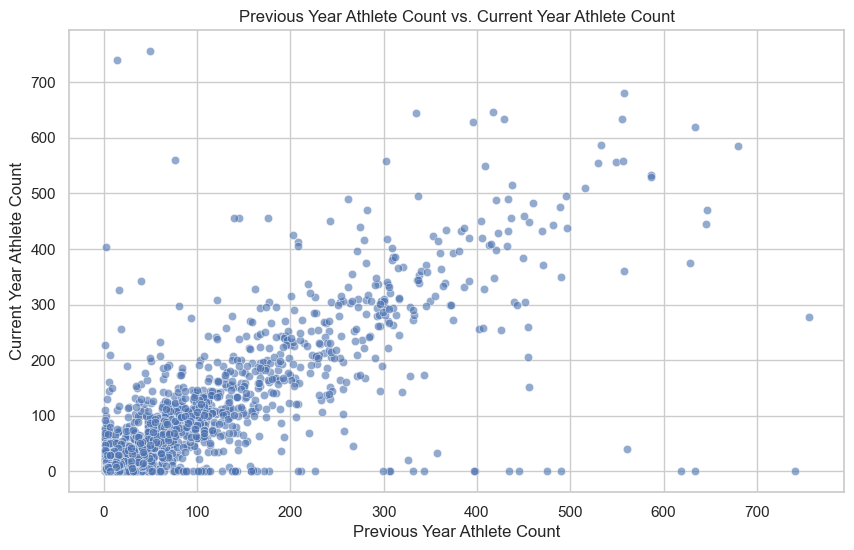 Previous Year Athlete Count vs. Current Year Athlete Count
Current Year Athlete Count
700
600
500
400
300
200
100
0
0 100 200 300 400 500 600 700
Previous Year Athlete Count